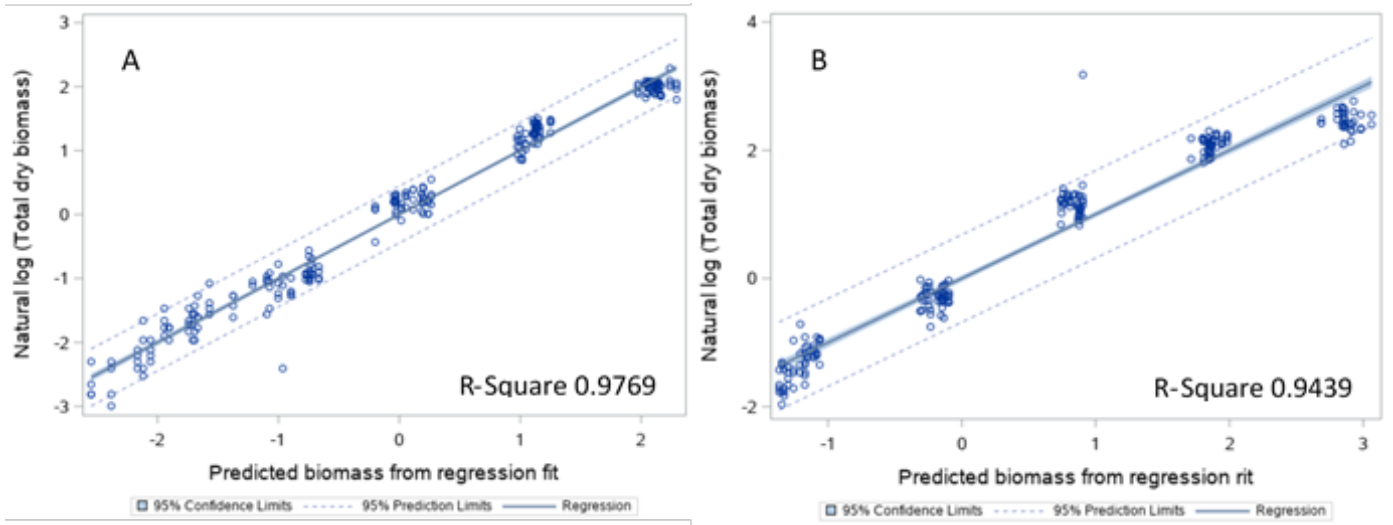 A
3
2
1
0
-1
-2
-3
Natural log (Total dry biomass)
R-Square 0.9769
-2 -1 0 1 2
Predicted biomass from regression fit
95% Confidence Limits 95% Prediction Limits Regression
B
4
2
0
-2
Natural log (Total dry biomass)
R-Square 0.9439
-1 0 1 2 3
Predicted biomass from regression rit
95% Confidence Limits 95% Prediction Limits Regression